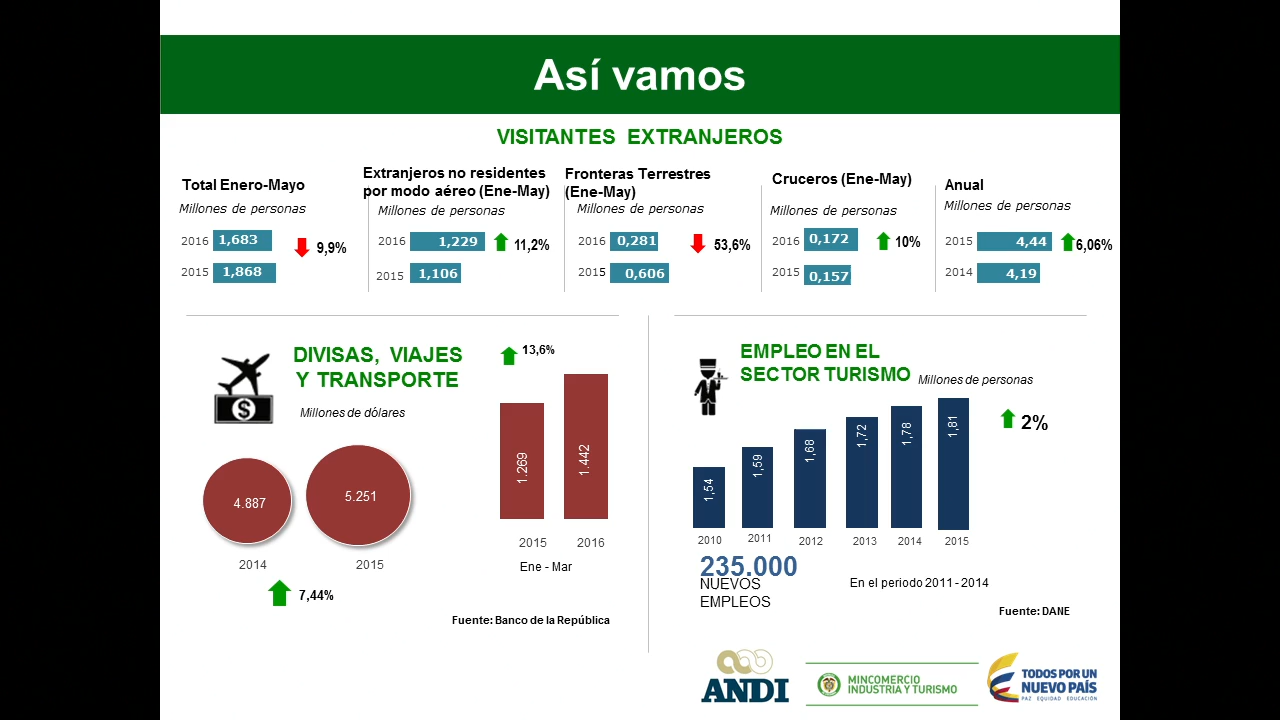 Así vamos
VISITANTES EXTRANJEROS
Total Enero-Mayo
Millones de personas
2016 1,683
2015 1,868
9,9%
Extranjeros no residentes
por modo aéreo (Ene-May)
Millones de personas
2016 1,229
2015 1,106
11,2%
Fronteras Terrestres
(Ene-May)
Millones de personas
2016 0,281
2015 0,606
53,6%
Cruceros (Ene-May)
Millones de personas
2016 0,172
2015 0,157
10%
Anual
Millones de personas
2015 4,44
2014 4,19
6,06%
DIVISAS, VIAJES
Y TRANSPORTE
Millones de dólares
4.887
5.251
2014 2015
7,44%
13,6%
1.269
1.442
2015 2016
Ene - Mar
Fuente: Banco de la República
EMPLEO EN EL
SECTOR TURISMO
Millones de personas
1,54
1,59
1,68
1,72
1,78
1,81
2010 2011 2012 2013 2014 2015
2%
235.000
NUEVOS
EMPLEOS
En el periodo 2011 - 2014
Fuente: DANE
ANDI
MINCOMERCIO
INDUSTRIA Y TURISMO
TODOS POR UN
NUEVO PAÍS
PAZ EQUIDAD EDUCACIÓN